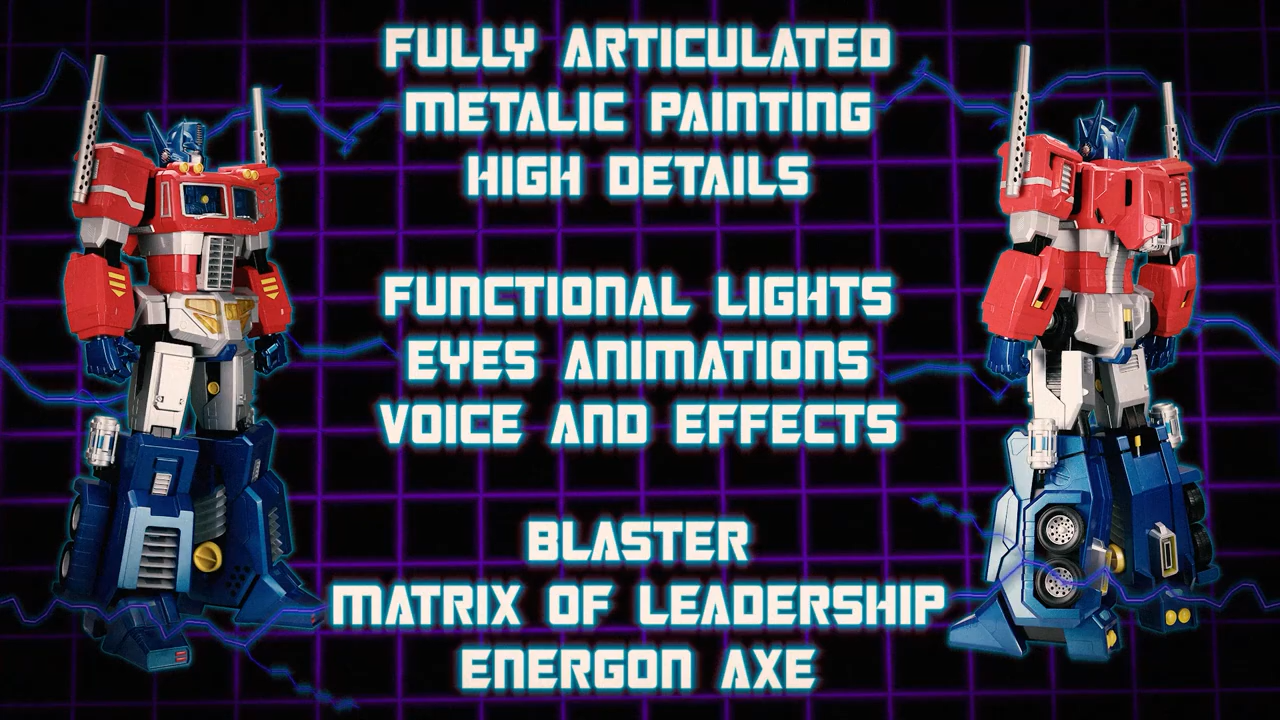 FULLY ARTICULATED
METALIC PAINTING
HIGH DETAILS
FUNCTIONAL LIGHTS
EYES ANIMATIONS
VOICE AND EFFECTS
BLASTER
MATRIX OF LEADERSHIP
ENERGON AXE